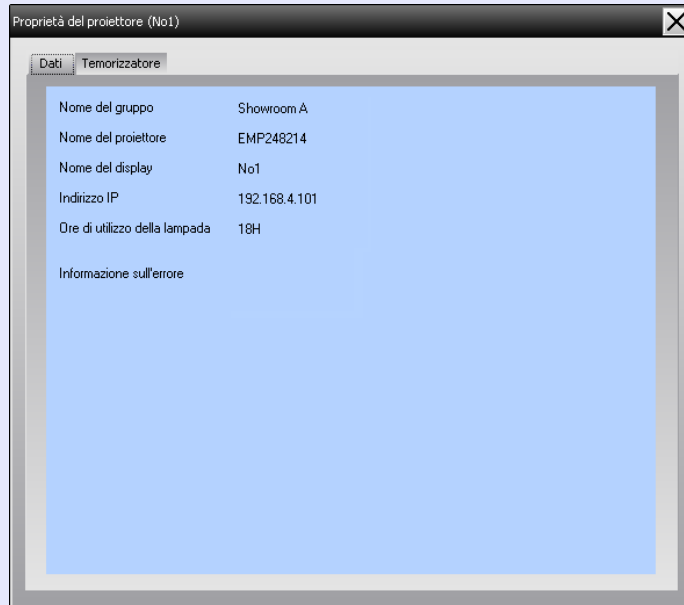 Proprietà del proiettore (No1)
Dati Temorizzatore
Nome del gruppo Showroom A
Nome del proiettore EMP248214
Nome del display No1
Indirizzo IP 192.168.4.101
Ore di utilizzo della lampada 18H
Informazione sull'errore